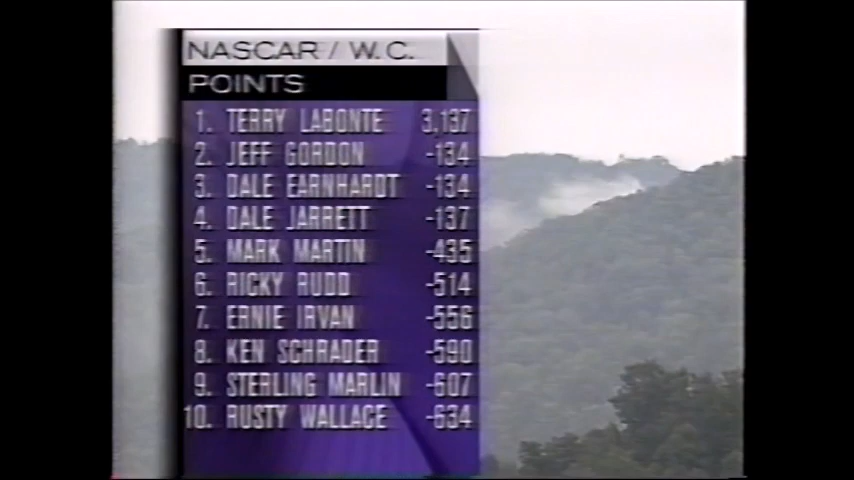 NASCAR / W.C.
POINTS
1. TERRY LABONTE 3,137
2. JEFF GORDON -134
3. DALE EARNHARDT -134
4. DALE JARRETT -137
5. MARK MARTIN -435
6. RICKY RUDD -514
7. ERNIE IRVAN -556
8. KEN SCHRADER -590
9. STERLING MARLIN -607
10. RUSTY WALLACE -634